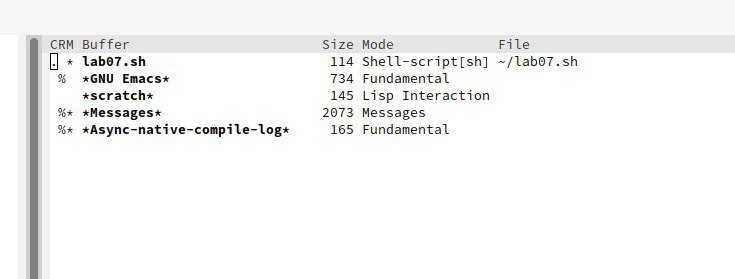 CRM Buffer Size Mode File
. * lab07.sh 114 Shell-script[sh] ~/lab07.sh
% *GNU Emacs* 734 Fundamental
*scratch* 145 Lisp Interaction
%* *Messages* 2073 Messages
%* *Async-native-compile-log* 165 Fundamental